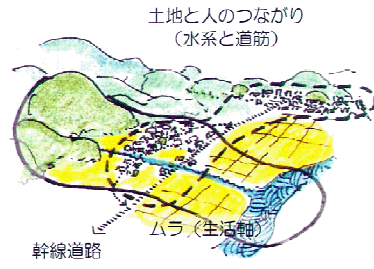 土地と人のつながり
（水系と道筋）
ムラ（生活軸）
幹線道路